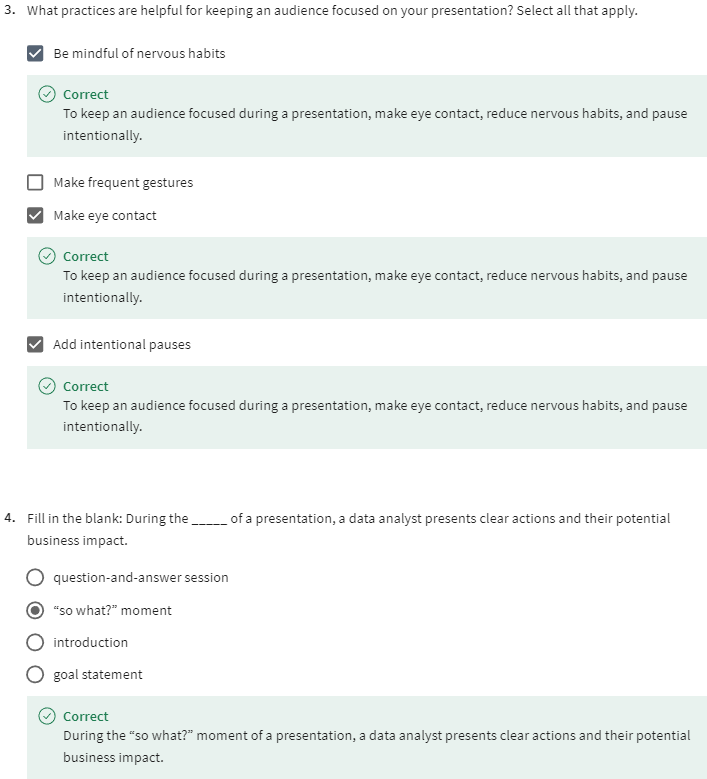 3. What practices are helpful for keeping an audience focused on your presentation? Select all that apply.
Be mindful of nervous habits
Correct
To keep an audience focused during a presentation, make eye contact, reduce nervous habits, and pause
intentionally.
Make frequent gestures
Make eye contact
Correct
To keep an audience focused during a presentation, make eye contact, reduce nervous habits, and pause
intentionally.
Add intentional pauses
Correct
To keep an audience focused during a presentation, make eye contact, reduce nervous habits, and pause
intentionally.
4. Fill in the blank: During the _____ of a presentation, a data analyst presents clear actions and their potential
business impact.
question-and-answer session
“so what?” moment
introduction
goal statement
Correct
During the “so what?” moment of a presentation, a data analyst presents clear actions and their potential
business impact.